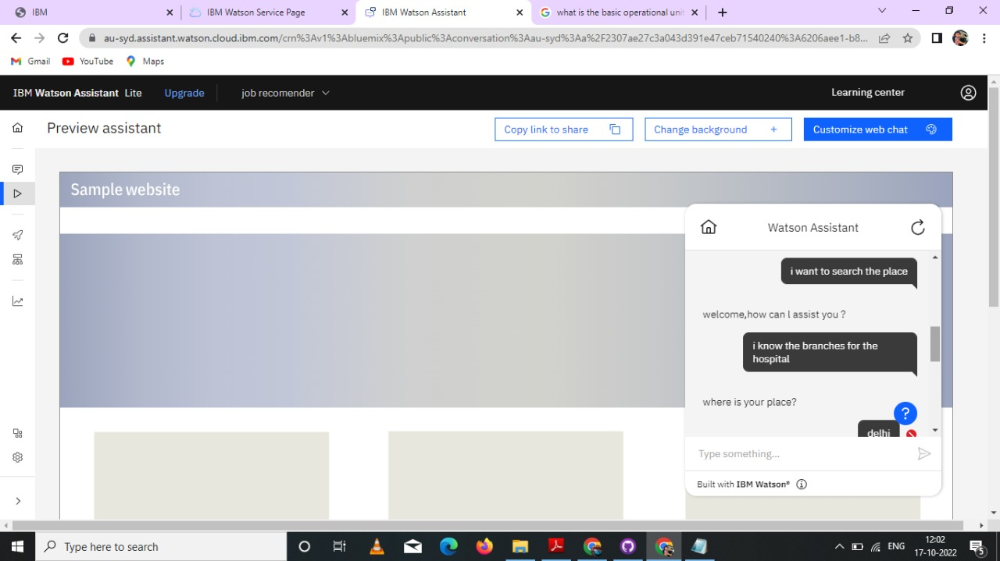 IBM
IBM Watson Service Page
IBM Watson Assistant
what is the basic operational unit
au-syd.assistant.watson.cloud.ibm.com/crn%3Av1%3Abluemix%3Apublic%3Aconversation%3Aau-syd%3Aa%2F2307ae27c3a043d391e47ceb71540240%3A6206aee1-b8...
Gmail
YouTube
Maps
IBM Watson Assistant Lite
Upgrade
job recomender
Learning center
Preview assistant
Copy link to share
Change background +
Customize web chat
Sample website
Watson Assistant
i want to search the place
welcome,how can l assist you ?
i know the branches for the
hospital
where is your place?
?
delhi
Type something...
Built with IBM Watson®
Type here to search
ENG
12:02
17-10-2022
5